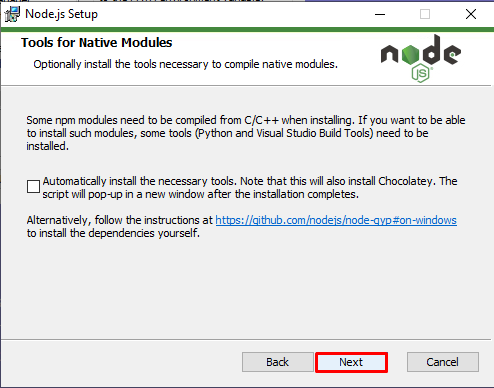 Node.js Setup
Tools for Native Modules
Optionally install the tools necessary to compile native modules.
node
JS
Some npm modules need to be compiled from C/C++ when installing. If you want to be able
to install such modules, some tools (Python and Visual Studio Build Tools) need to be
installed.
Automatically install the necessary tools. Note that this will also install Chocolatey. The
script will pop-up in a new window after the installation completes.
Alternatively, follow the instructions at https://github.com/nodejs/node-gyp#on-windows
to install the dependencies yourself.
Back
Next
Cancel